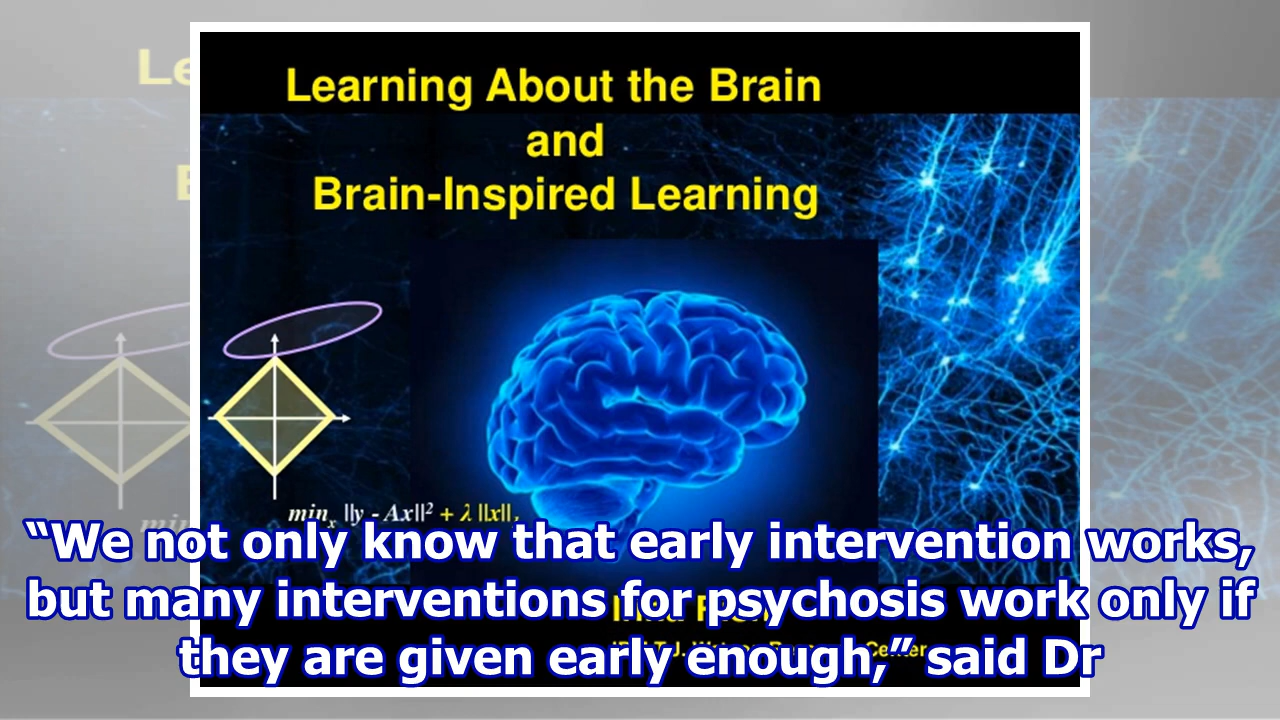 Learning About the Brain
and
Brain-Inspired Learning
min_x ||y - Ax||² + λ ||x||₁
“We not only know that early intervention works,
but many interventions for psychosis work only if
they are given early enough,” said Dr